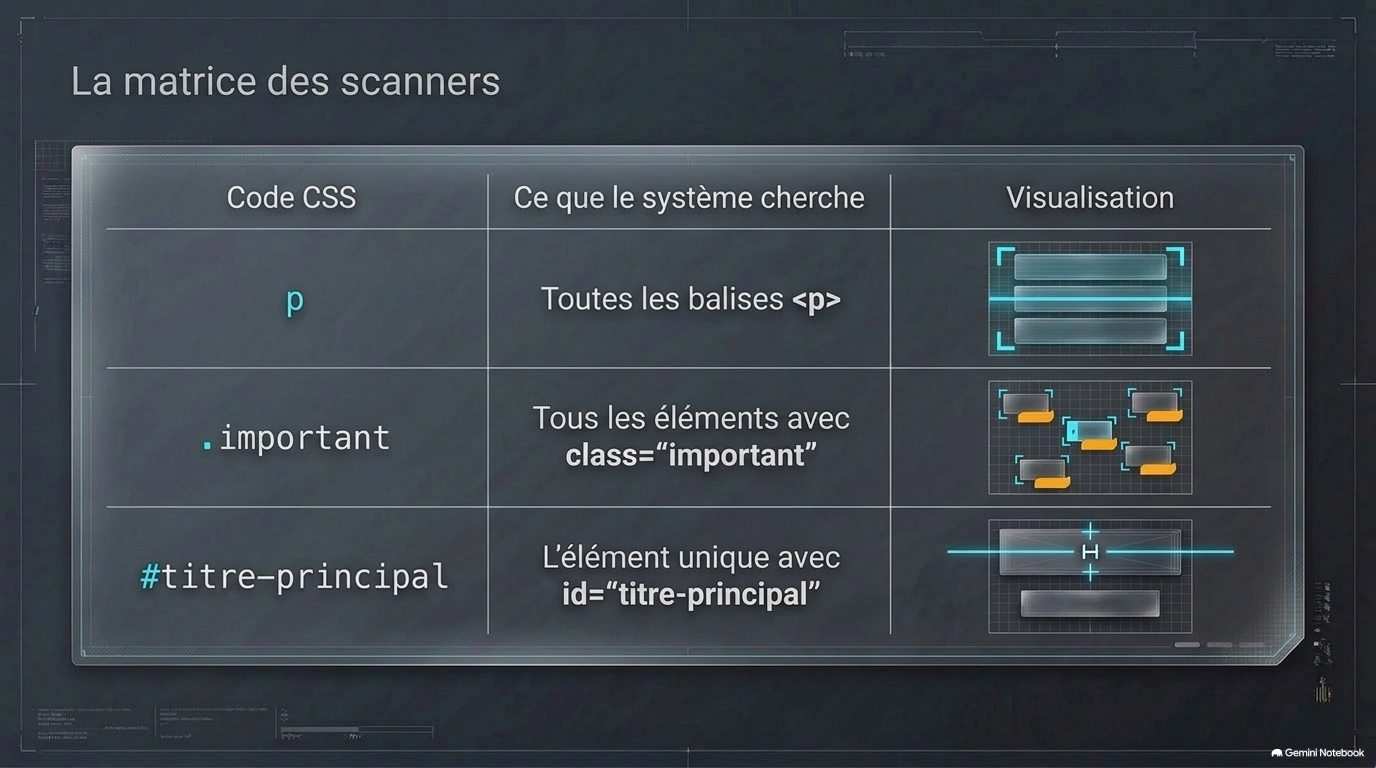 La matrice des scanners
Code CSS
Ce que le système cherche
Visualisation
p
Toutes les balises <p>
.important
Tous les éléments avec
class=“important”
#titre–principal
L’élément unique avec
id=“titre-principal”
H
Gemini Notebook